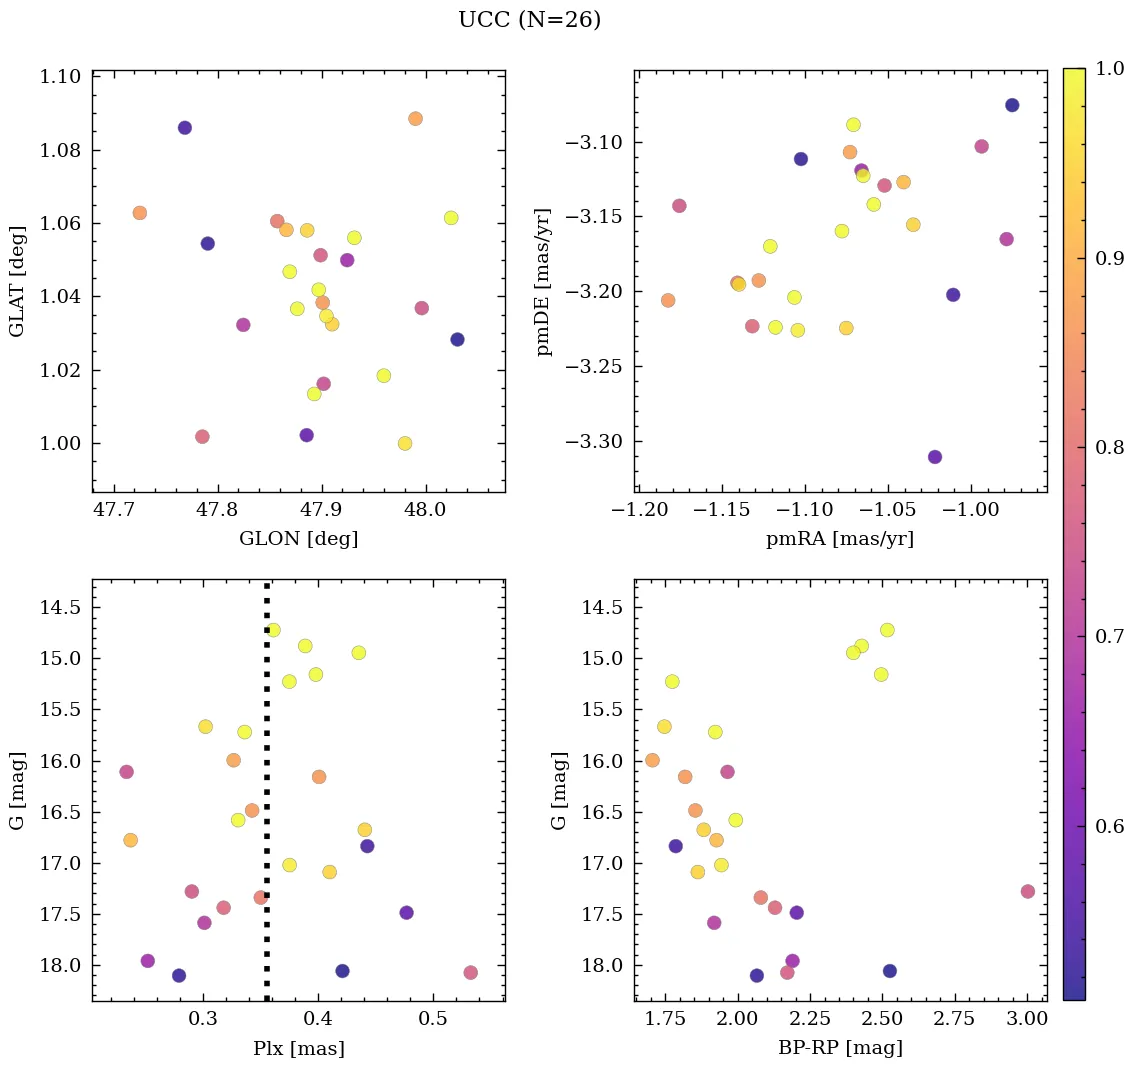 UCC (N=26)
1.10
1.08
1.06
1.04
1.02
1.00
GLAT [deg]
47.7 47.8 47.9 48.0
GLON [deg]
−3.10
−3.15
−3.20
−3.25
−3.30
pmDE [mas/yr]
−1.20 −1.15 −1.10 −1.05 −1.00
pmRA [mas/yr]
14.5
15.0
15.5
16.0
16.5
17.0
17.5
18.0
G [mag]
0.3 0.4 0.5
Plx [mas]
14.5
15.0
15.5
16.0
16.5
17.0
17.5
18.0
G [mag]
1.75 2.00 2.25 2.50 2.75 3.00
BP-RP [mag]
1.0
0.9
0.8
0.7
0.6